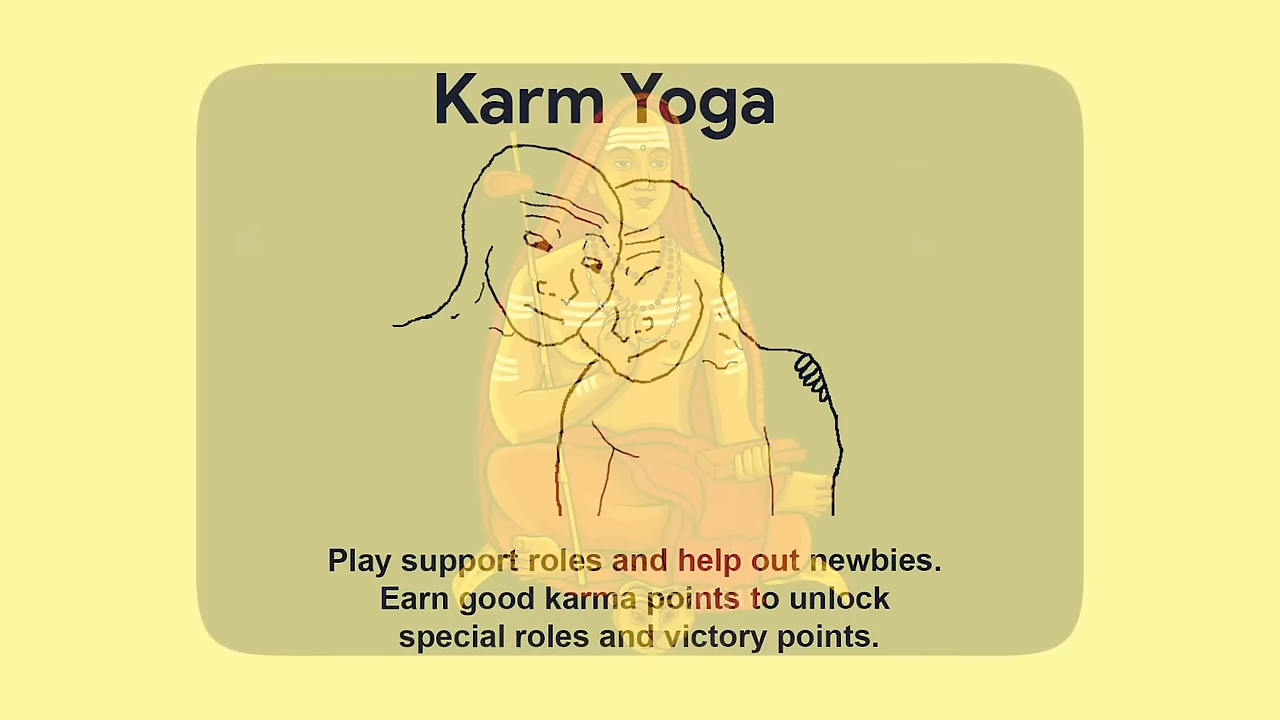 Karm Yoga
Play support roles and help out newbies.
Earn good karma points to unlock
special roles and victory points.